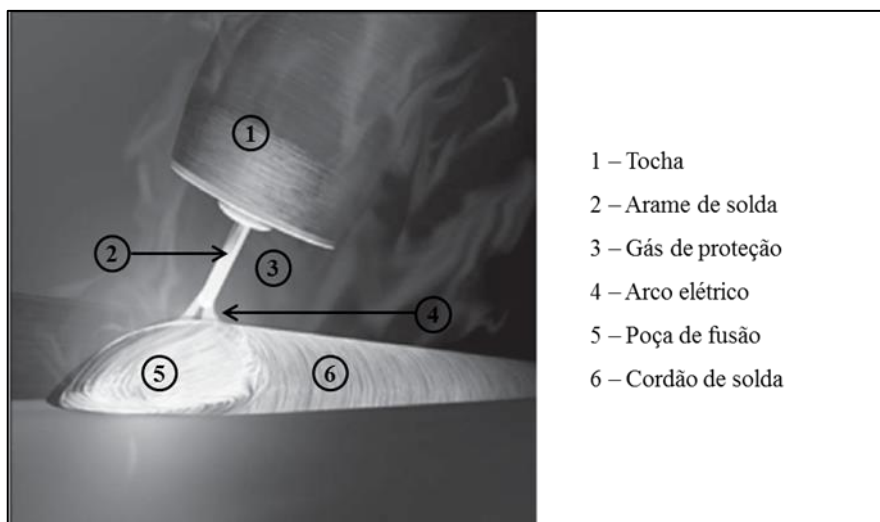 1
2
3
4
5
6
1 – Tocha
2 – Arame de solda
3 – Gás de proteção
4 – Arco elétrico
5 – Poça de fusão
6 – Cordão de solda